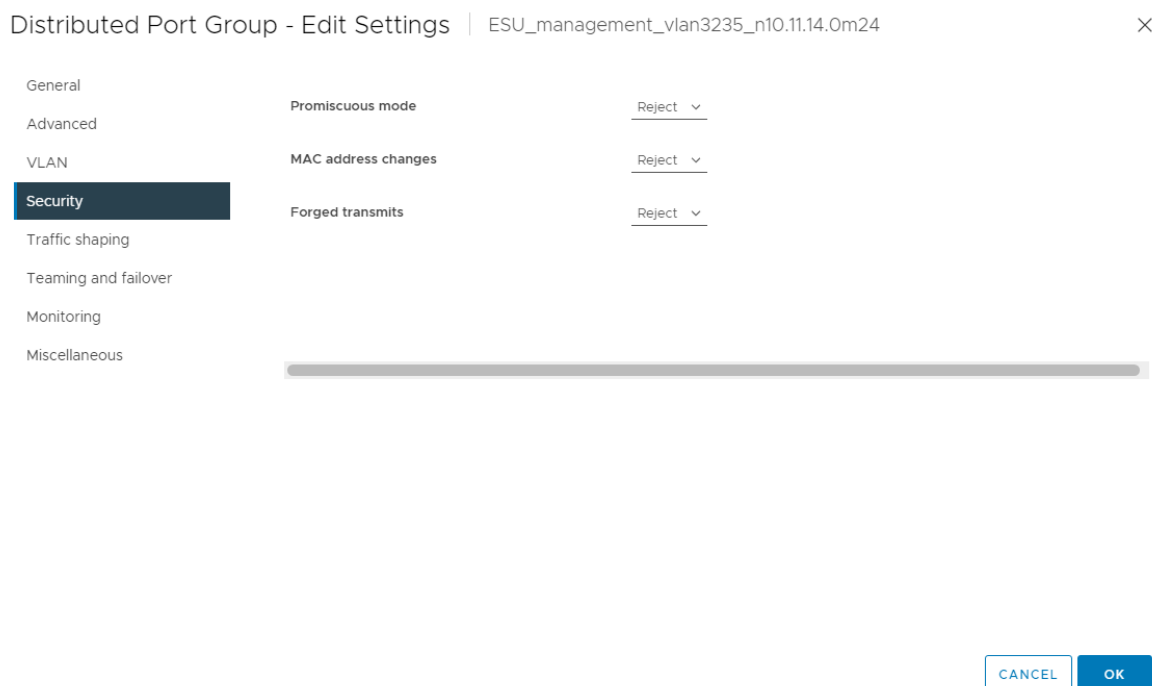 Distributed Port Group - Edit Settings ESU_management_vlan3235_n10.11.14.0m24
General
Advanced
VLAN
Security
Traffic shaping
Teaming and failover
Monitoring
Miscellaneous
Promiscuous mode Reject
MAC address changes Reject
Forged transmits Reject
CANCEL OK